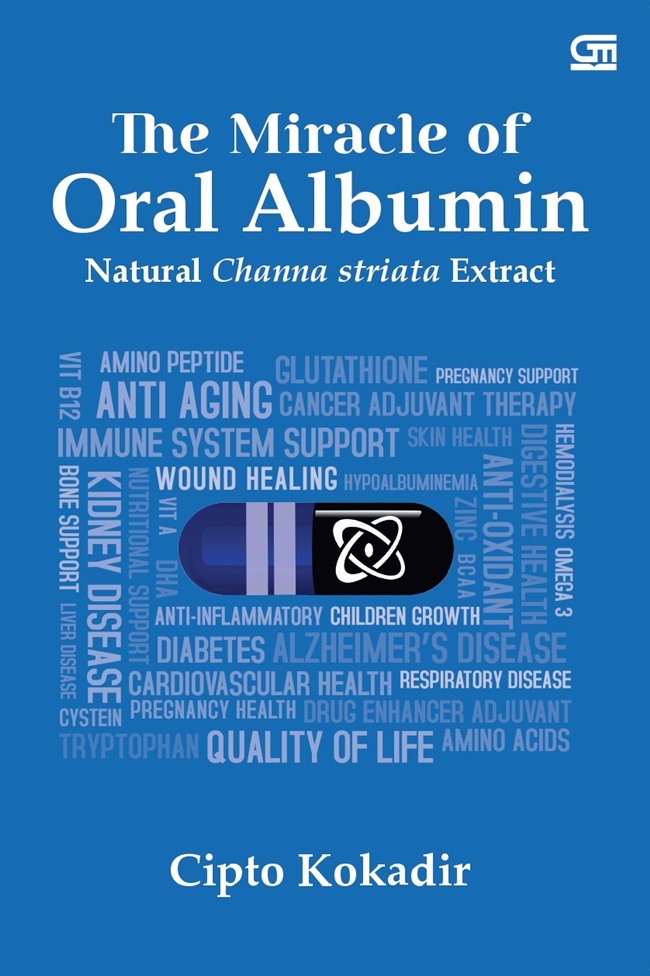 GM
The Miracle of
Oral Albumin
Natural Channa striata Extract
VIT B12
AMINO PEPTIDE
GLUTATHIONE
PREGNANCY SUPPORT
ANTI AGING
CANCER ADJUVANT THERAPY
IMMUNE SYSTEM SUPPORT
SKIN HEALTH
DIGESTIVE HEALTH
HEMODIALYSIS
OMEGA 3
BONE SUPPORT
KIDNEY DISEASE
NUTRITIONAL SUPPORT
WOUND HEALING
HYPOALBUMINEMIA
ANTI-OXIDANT
VIT A
DHA
ZINC
BCAA
LIVER DISEASE
ANTI-INFLAMMATORY
CHILDREN GROWTH
DIABETES
ALZHEIMER'S DISEASE
CARDIOVASCULAR HEALTH
RESPIRATORY DISEASE
CYSTEIN
PREGNANCY HEALTH
DRUG ENHANCER ADJUVANT
TRYPTOPHAN
QUALITY OF LIFE
AMINO ACIDS
Cipto Kokadir